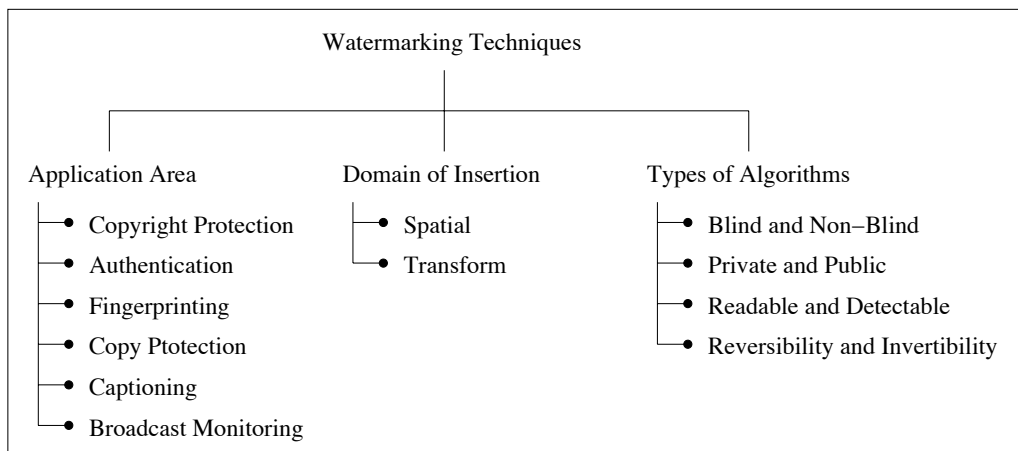 Watermarking Techniques
Application Area
Copyright Protection
Authentication
Fingerprinting
Copy Ptotection
Captioning
Broadcast Monitoring
Domain of Insertion
Spatial
Transform
Types of Algorithms
Blind and Non−Blind
Private and Public
Readable and Detectable
Reversibility and Invertibility